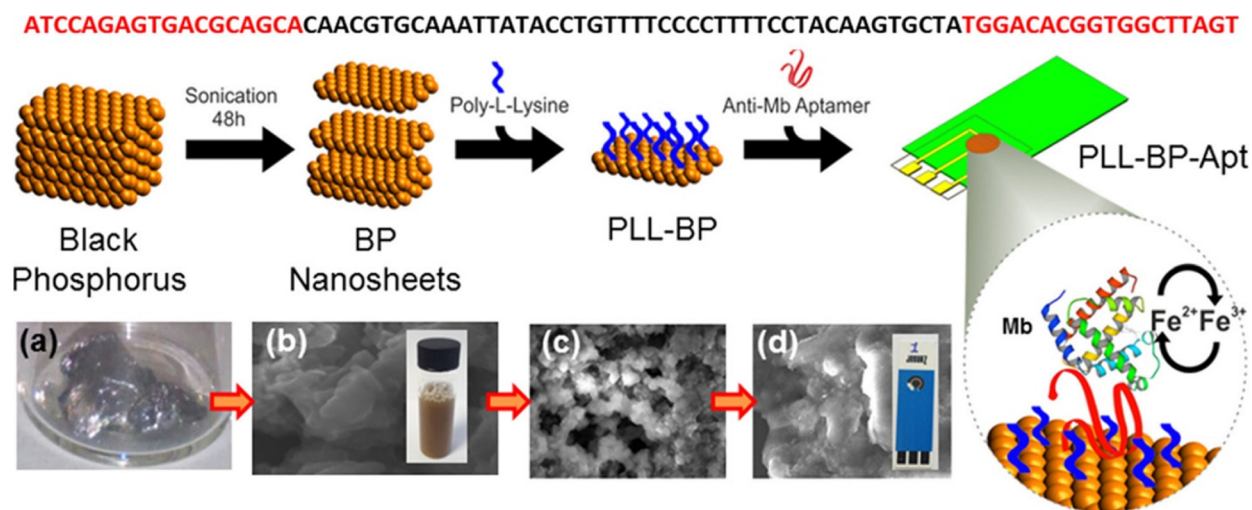 ATCCAGAGTGACGCAGCACAACGTGCAAATTATACCTGTTTTCCCCTTTTCCTACAAGTGCTATGGACACGGTGGCTTAGT
Sonication
48h
Poly-L-Lysine
Anti-Mb Aptamer
PLL-BP-Apt
Black
Phosphorus
BP
Nanosheets
PLL-BP
(a)
(b)
(c)
(d)
Mb
Fe²⁺Fe³⁺